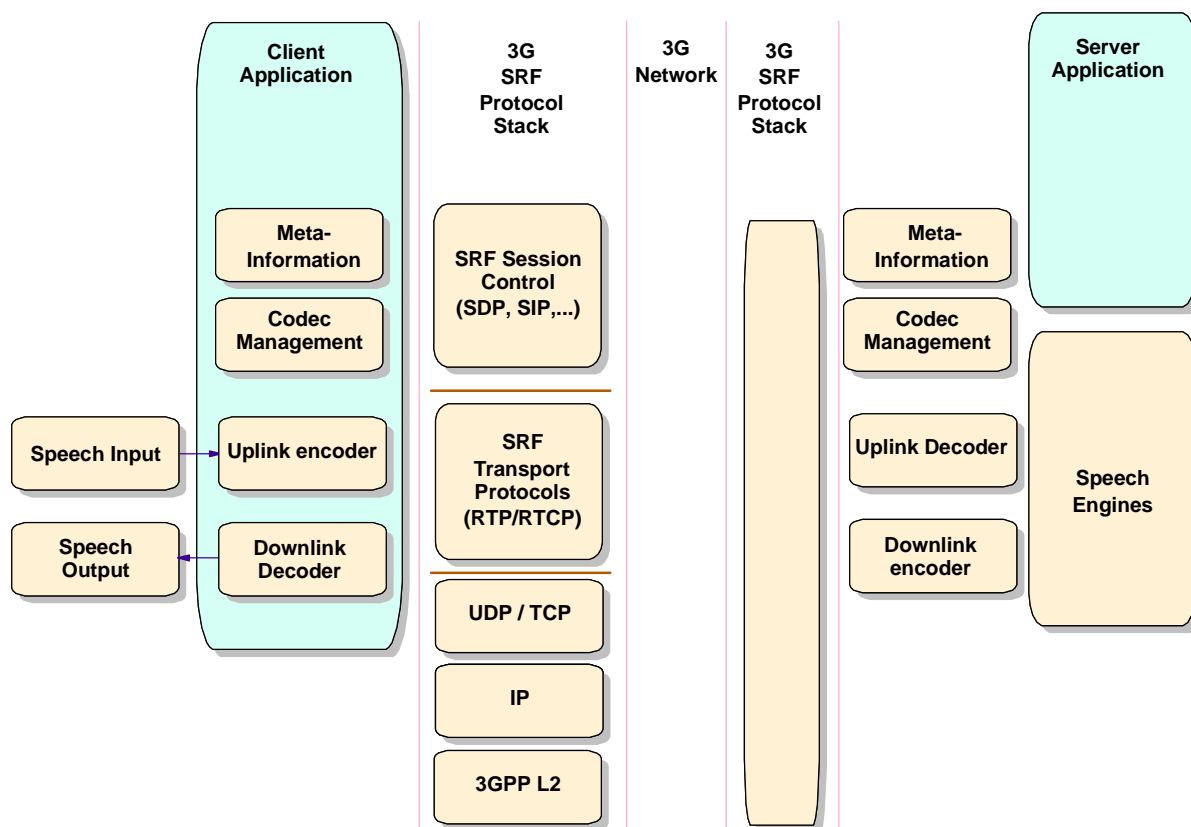 Client
Application
3G
SRF
Protocol
Stack
3G
Network
3G
SRF
Protocol
Stack
Server
Application
Meta-
Information
Codec
Management
Uplink encoder
Downlink
Decoder
Speech Input
Speech
Output
SRF Session
Control
(SDP, SIP,...)
SRF
Transport
Protocols
(RTP/RTCP)
UDP / TCP
IP
3GPP L2
Meta-
Information
Codec
Management
Uplink Decoder
Downlink
encoder
Speech
Engines